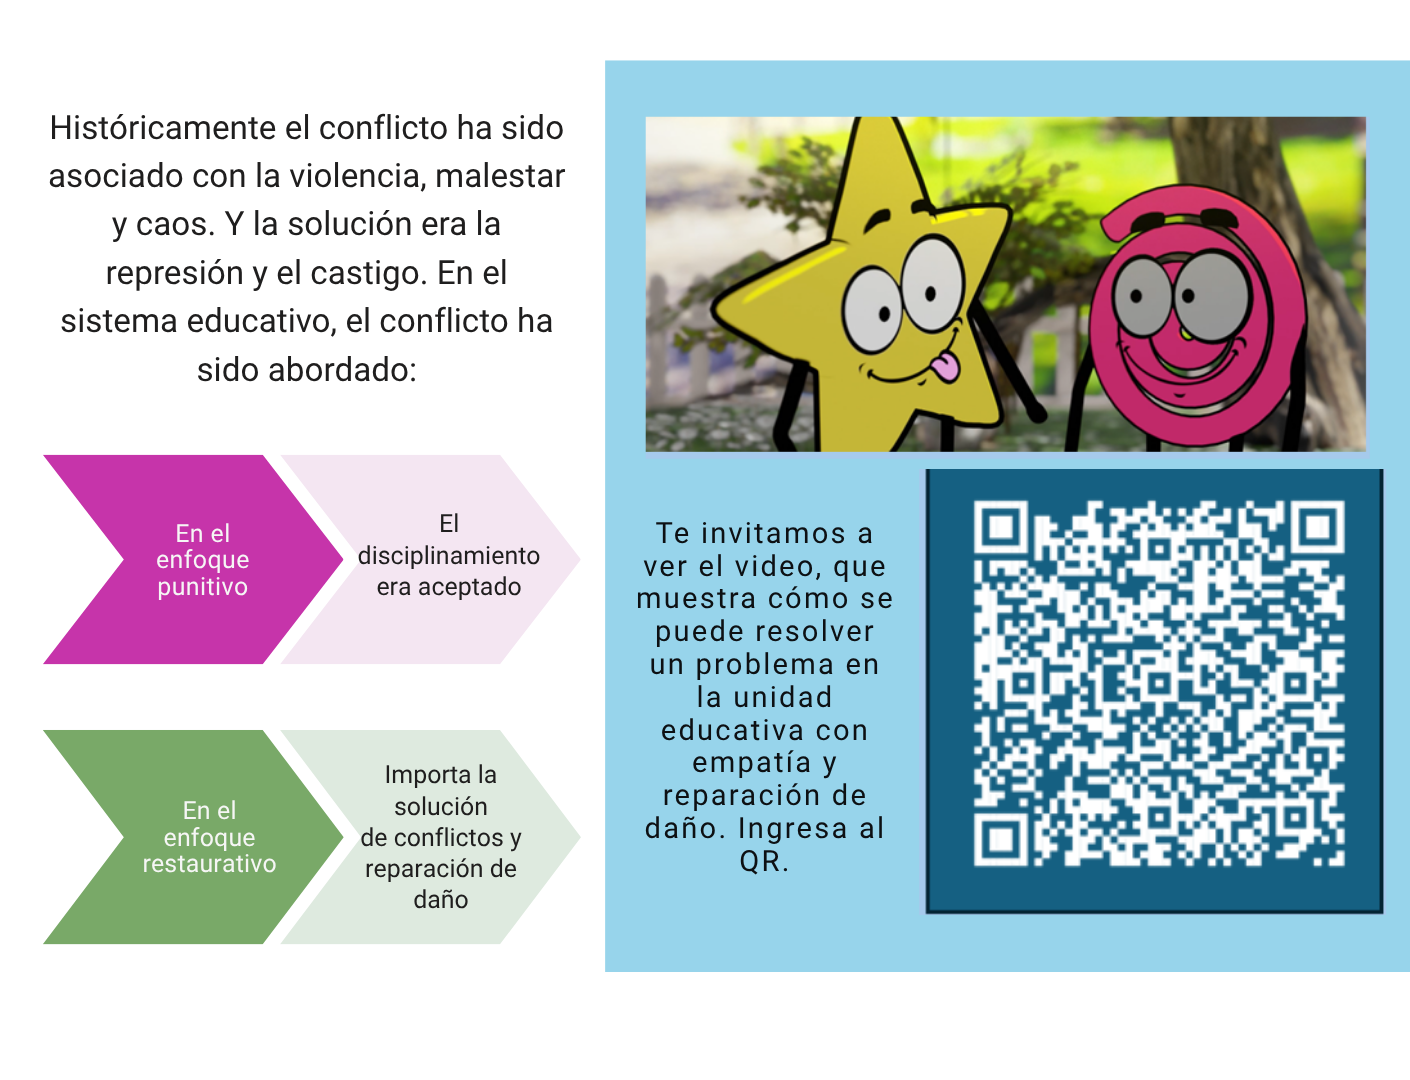 Históricamente el conflicto ha sido
asociado con la violencia, malestar
y caos. Y la solución era la
represión y el castigo. En el
sistema educativo, el conflicto ha
sido abordado:
En el
enfoque
punitivo
El
disciplinamiento
era aceptado
En el
enfoque
restaurativo
Importa la
solución
de conflictos y
reparación de
daño
Te invitamos a
ver el video, que
muestra cómo se
puede resolver
un problema en
la unidad
educativa con
empatía y
reparación de
daño. Ingresa al
QR.